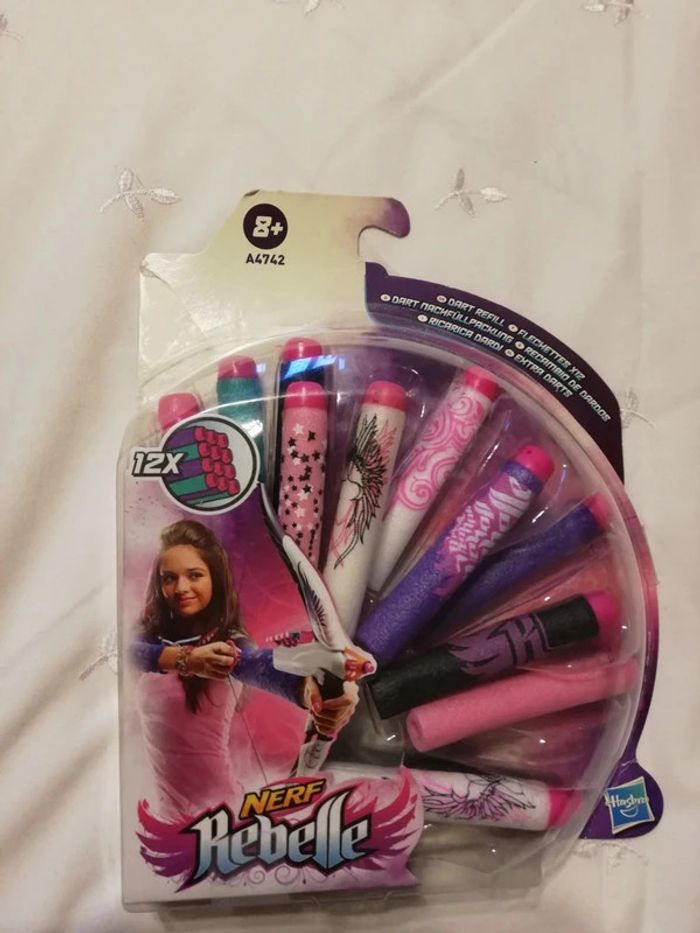 8+
A4742
DART REFILL • FLECHETTES X12
DART NACHFÜLLPACKUNG • RECAMBIO DE DARDOS
RICARICA DARDI • EXTRA DARTS
12X
NERF
Rebelle
Hasbro